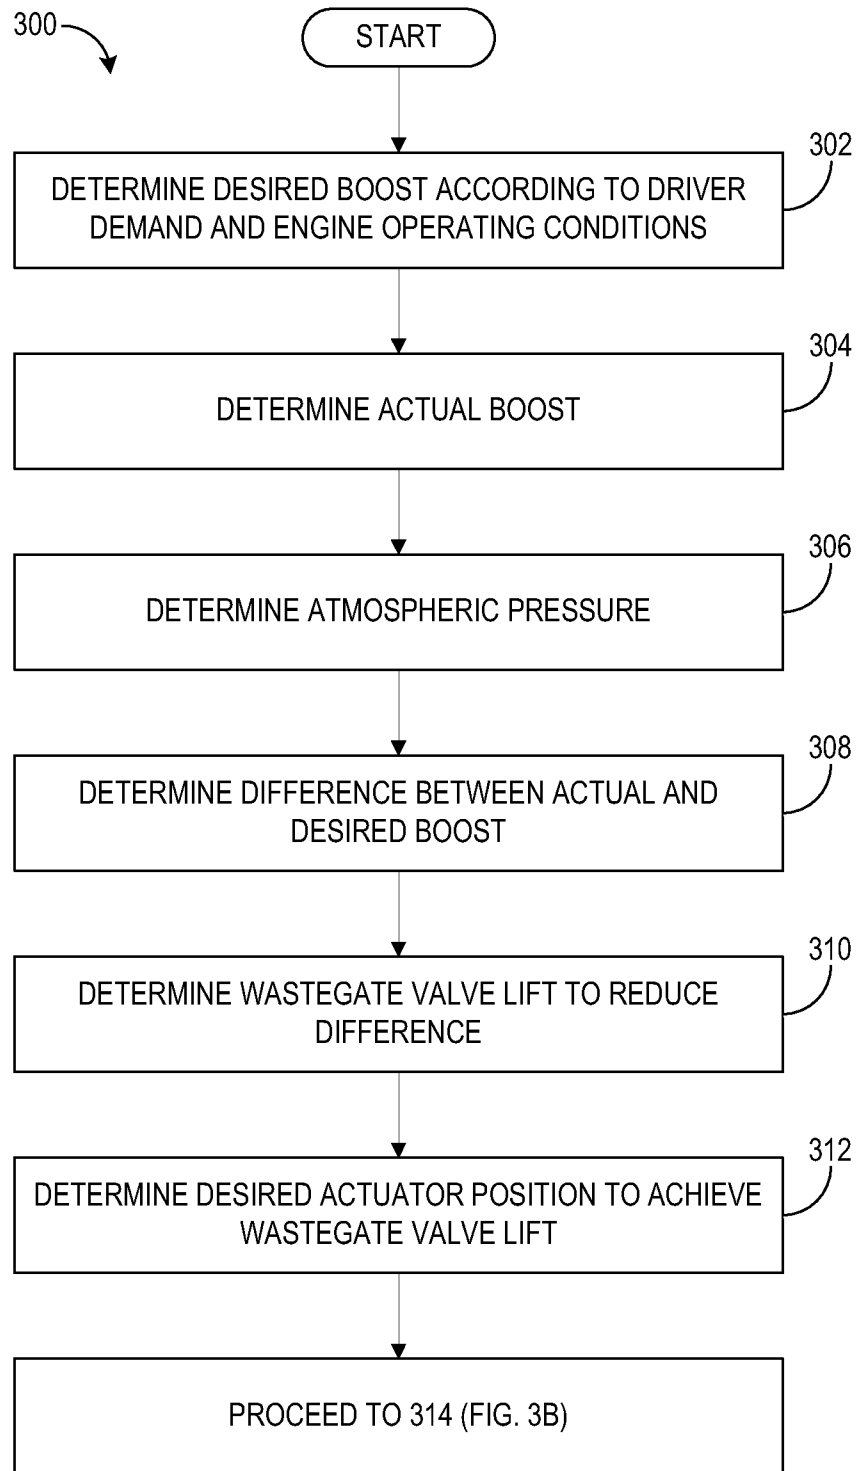 300
START
302
DETERMINE DESIRED BOOST ACCORDING TO DRIVER
DEMAND AND ENGINE OPERATING CONDITIONS
304
DETERMINE ACTUAL BOOST
306
DETERMINE ATMOSPHERIC PRESSURE
308
DETERMINE DIFFERENCE BETWEEN ACTUAL AND
DESIRED BOOST
310
DETERMINE WASTEGATE VALVE LIFT TO REDUCE
DIFFERENCE
312
DETERMINE DESIRED ACTUATOR POSITION TO ACHIEVE
WASTEGATE VALVE LIFT
PROCEED TO 314 (FIG. 3B)